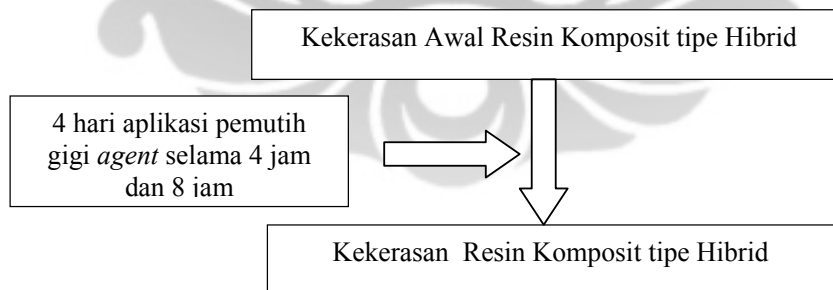 Kekerasan Awal Resin Komposit tipe Hibrid
4 hari aplikasi pemutih
gigi agent selama 4 jam
dan 8 jam
Kekerasan Resin Komposit tipe Hibrid